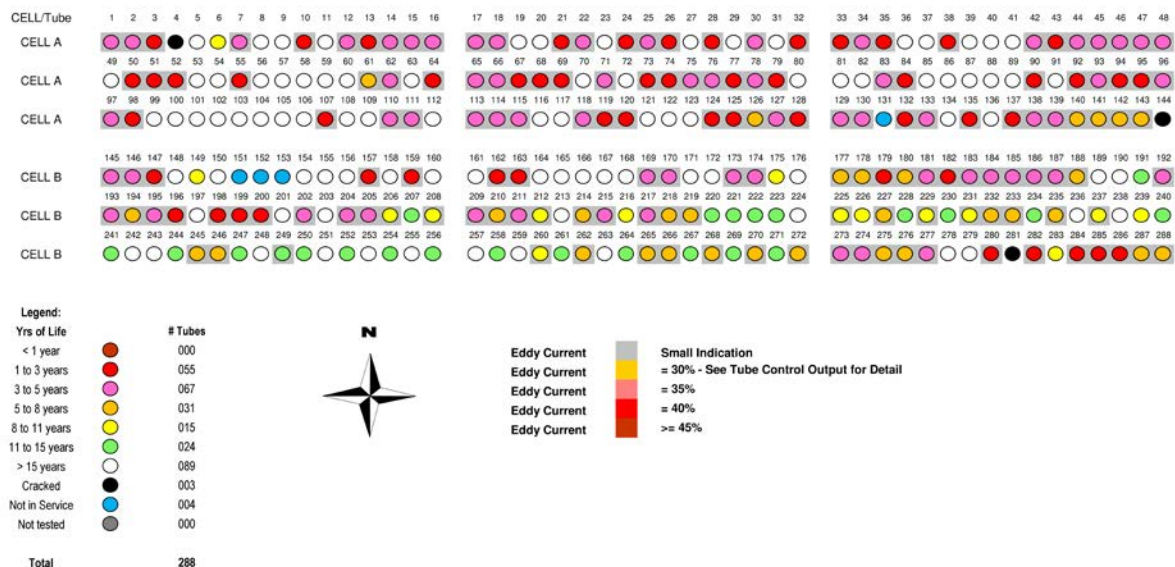 CELL/Tube 1 2 3 4 5 6 7 8 9 10 11 12 13 14 15 16 17 18 19 20 21 22 23 24 25 26 27 28 29 30 31 32 33 34 35 36 37 38 39 40 41 42 43 44 45 46 47 48
CELL A
49 50 51 52 53 54 55 56 57 58 59 60 61 62 63 64 65 66 67 68 69 70 71 72 73 74 75 76 77 78 79 80 81 82 83 84 85 86 87 88 89 90 91 92 93 94 95 96
CELL A
97 98 99 100 101 102 103 104 105 106 107 108 109 110 111 112 113 114 115 116 117 118 119 120 121 122 123 124 125 126 127 128 129 130 131 132 133 134 135 136 137 138 139 140 141 142 143 144
CELL A
145 146 147 148 149 150 151 152 153 154 155 156 157 158 159 160 161 162 163 164 165 166 167 168 169 170 171 172 173 174 175 176 177 178 179 180 181 182 183 184 185 186 187 188 189 190 191 192
CELL B
193 194 195 196 197 198 199 200 201 202 203 204 205 206 207 208 209 210 211 212 213 214 215 216 217 218 219 220 221 222 223 224 225 226 227 228 229 230 231 232 233 234 235 236 237 238 239 240
CELL B
241 242 243 244 245 246 247 248 249 250 251 252 253 254 255 256 257 258 259 260 261 262 263 264 265 266 267 268 269 270 271 272 273 274 275 276 277 278 279 280 281 282 283 284 285 286 287 288
CELL B
Legend:
Yrs of Life # Tubes
< 1 year 000
1 to 3 years 055
3 to 5 years 067
5 to 8 years 031
8 to 11 years 015
11 to 15 years 024
> 15 years 089
Cracked 003
Not in Service 004
Not tested 000
Total 288
N
Eddy Current Small Indication
Eddy Current = 30% - See Tube Control Output for Detail
Eddy Current = 35%
Eddy Current = 40%
Eddy Current >= 45%